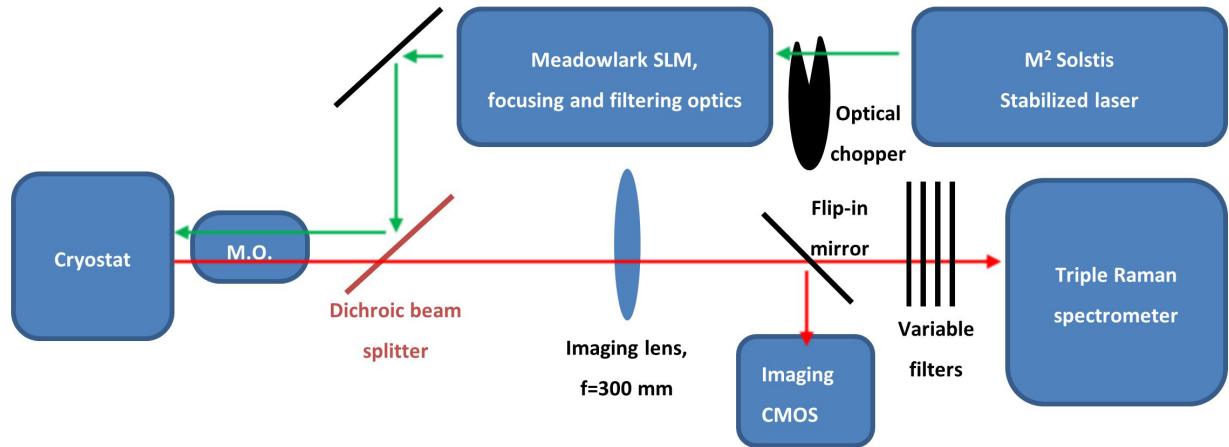 Meadowlark SLM,
focusing and filtering optics
M² Solstis
Stabilized laser
Optical
chopper
Cryostat
M.O.
Dichroic beam
splitter
Imaging lens,
f=300 mm
Flip-in
mirror
Imaging
CMOS
Variable
filters
Triple Raman
spectrometer